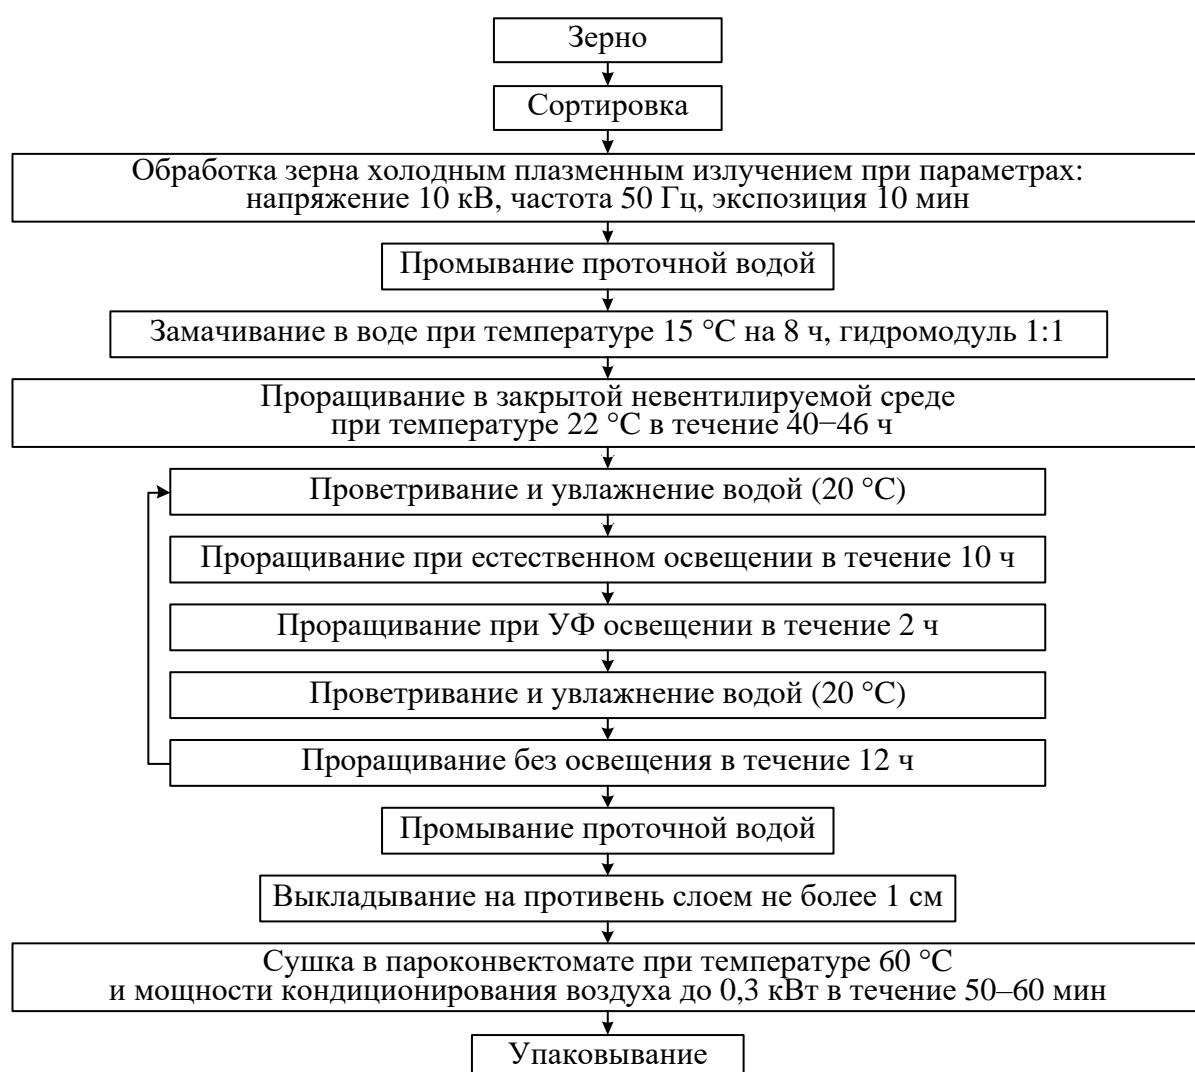 Зерно
Сортировка
Обработка зерна холодным плазменным излучением при параметрах:
напряжение 10 кВ, частота 50 Гц, экспозиция 10 мин
Промывание проточной водой
Замачивание в воде при температуре 15 °C на 8 ч, гидромодуль 1:1
Проращивание в закрытой невентилируемой среде
при температуре 22 °C в течение 40−46 ч
Проветривание и увлажнение водой (20 °C)
Проращивание при естественном освещении в течение 10 ч
Проращивание при УФ освещении в течение 2 ч
Проветривание и увлажнение водой (20 °C)
Проращивание без освещения в течение 12 ч
Промывание проточной водой
Выкладывание на противень слоем не более 1 см
Сушка в пароконвектомате при температуре 60 °C
и мощности кондиционирования воздуха до 0,3 кВт в течение 50–60 мин
Упаковывание